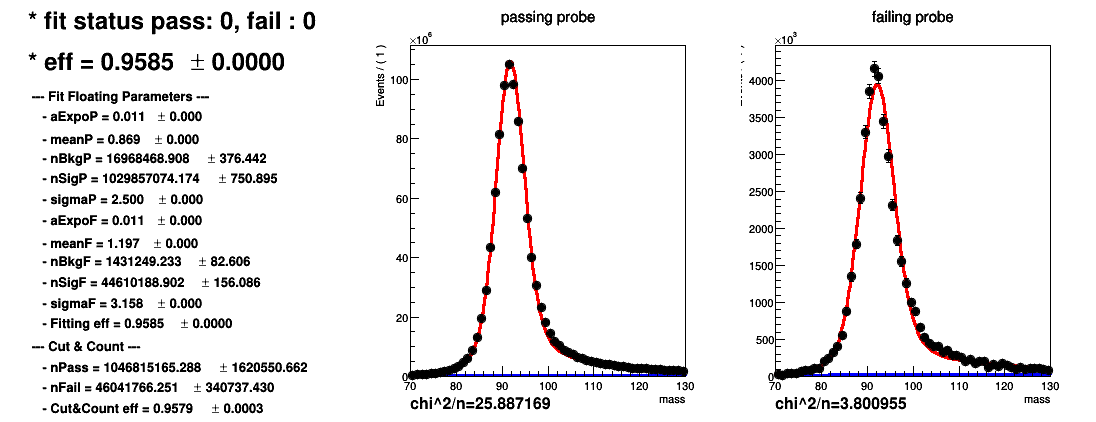 * fit status pass: 0, fail : 0
* eff = 0.9585 ± 0.0000
--- Fit Floating Parameters ---
- aExpoP = 0.011 ± 0.000
- meanP = 0.869 ± 0.000
- nBkgP = 16968468.908 ± 376.442
- nSigP = 1029857074.174 ± 750.895
- sigmaP = 2.500 ± 0.000
- aExpoF = 0.011 ± 0.000
- meanF = 1.197 ± 0.000
- nBkgF = 1431249.233 ± 82.606
- nSigF = 44610188.902 ± 156.086
- sigmaF = 3.158 ± 0.000
- Fitting eff = 0.9585 ± 0.0000
--- Cut & Count ---
- nPass = 1046815165.288 ± 1620550.662
- nFail = 46041766.251 ± 340737.430
- Cut&Count eff = 0.9579 ± 0.0003
passing probe
×10⁶
Events / ( 1 )
100
80
60
40
20
0
70 80 90 100 110 120 130
mass
chi^2/n=25.887169
failing probe
×10³
4000
3500
3000
2500
2000
1500
1000
500
0
70 80 90 100 110 120 130
mass
chi^2/n=3.800955